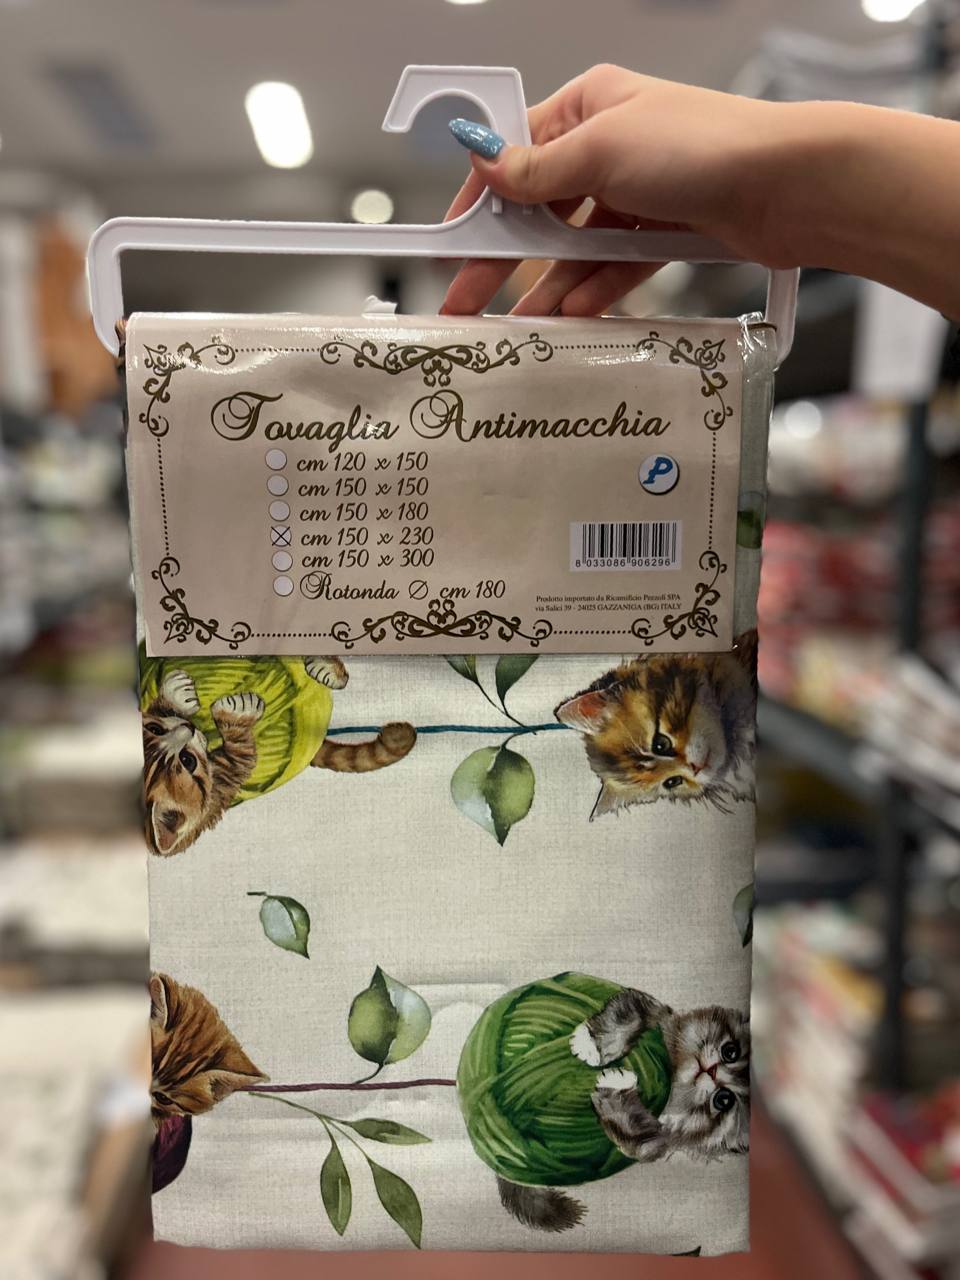 Tovaglia Antimacchia
cm 120 x 150
cm 150 x 150
cm 150 x 180
cm 150 x 230
cm 150 x 300
Rotonda Ø cm 180
P
8 033086 906296
Prodotto importato da Ricamificio Pezzoli SPA
via Salici 39 - 24025 GAZZANIGA (BG) ITALY